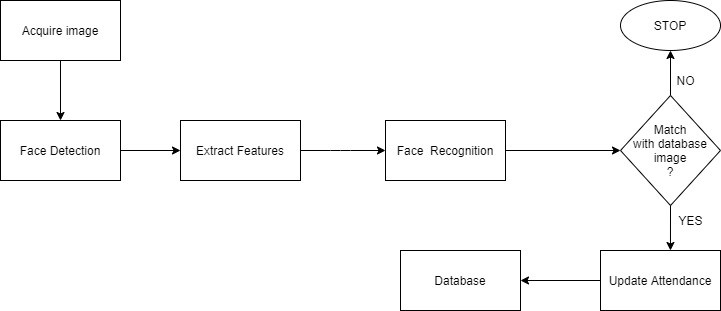 Acquire image
STOP
NO
Face Detection
Extract Features
Face Recognition
Match
with database
image
?
YES
Database
Update Attendance